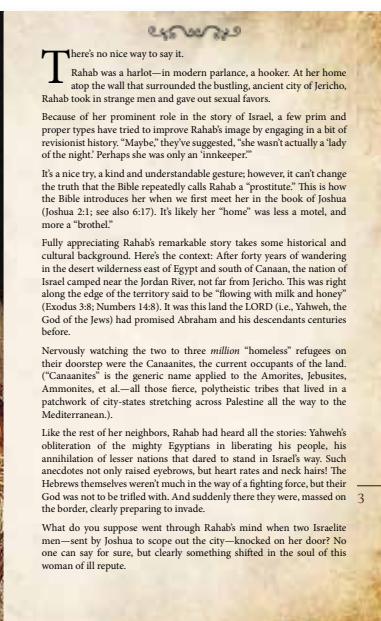 There's no nice way to say it.
Rahab was a harlot—in modern parlance, a hooker. At her home
atop the wall that surrounded the bustling, ancient city of Jericho,
Rahab took in strange men and gave out sexual favors.
Because of her prominent role in the story of Israel, a few prim and
proper types have tried to improve Rahab's image by engaging in a bit of
revisionist history. “Maybe,” they've suggested, “she wasn't actually a ‘lady
of the night.’ Perhaps she was only an ‘innkeeper.’”
It's a nice try, a kind and understandable gesture; however, it can't change
the truth that the Bible repeatedly calls Rahab a “prostitute.” This is how
the Bible introduces her when we first meet her in the book of Joshua
(Joshua 2:1; see also 6:17). It's likely her “home” was less a motel, and
more a “brothel.”
Fully appreciating Rahab's remarkable story takes some historical and
cultural background. Here's the context: After forty years of wandering
in the desert wilderness east of Egypt and south of Canaan, the nation of
Israel camped near the Jordan River, not far from Jericho. This was right
along the edge of the territory said to be “flowing with milk and honey”
(Exodus 3:8; Numbers 14:8). It was this land the LORD (i.e., Yahweh, the
God of the Jews) had promised Abraham and his descendants centuries
before.
Nervously watching the two to three million “homeless” refugees on
their doorstep were the Canaanites, the current occupants of the land.
(“Canaanites” is the generic name applied to the Amorites, Jebusites,
Ammonites, et al.—all those fierce, polytheistic tribes that lived in a
patchwork of city-states stretching across Palestine all the way to the
Mediterranean.).
Like the rest of her neighbors, Rahab had heard all the stories: Yahweh's
obliteration of the mighty Egyptians in liberating his people, his
annihilation of lesser nations that dared to stand in Israel's way. Such
anecdotes not only raised eyebrows, but heart rates and neck hairs! The
Hebrews themselves weren't much in the way of a fighting force, but their
God was not to be trifled with. And suddenly there they were, massed on
the border, clearly preparing to invade.
3
What do you suppose went through Rahab's mind when two Israelite
men—sent by Joshua to scope out the city—knocked on her door? No
one can say for sure, but clearly something shifted in the soul of this
woman of ill repute.